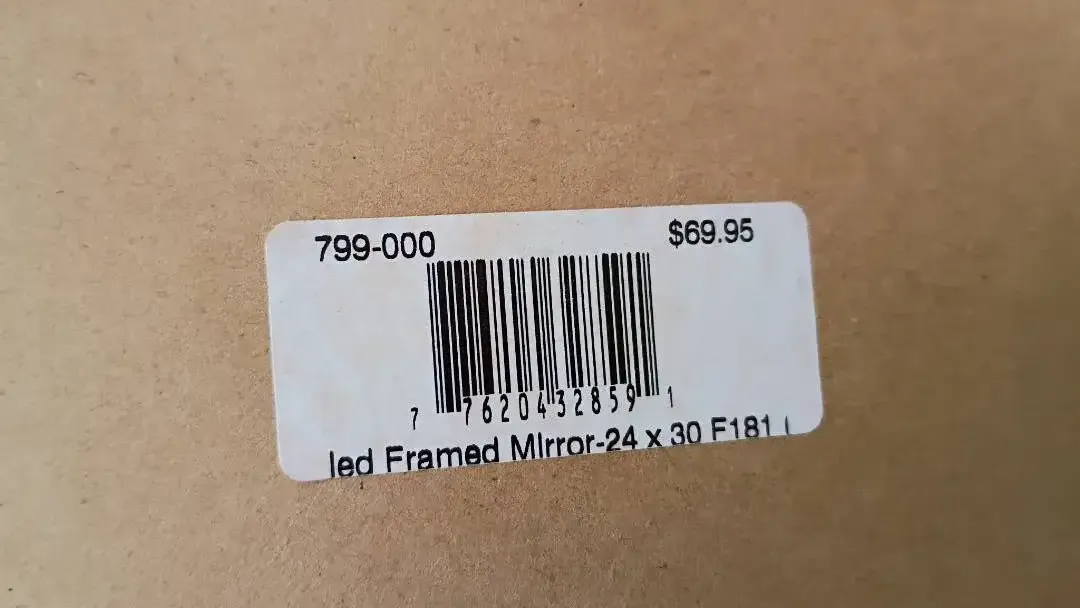 799-000 $69.95
7 76204 32859 1
led Framed Mirror-24 x 30 F181